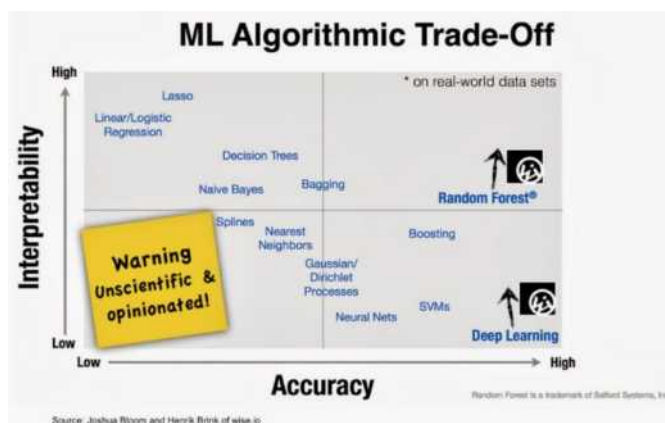 ML Algorithmic Trade-Off
High
* on real-world data sets
Lasso
Linear/Logistic
Regression
Decision Trees
Naive Bayes
Bagging
Random Forest®
Splines
Nearest
Neighbors
Boosting
Gaussian/
Dirichlet
Processes
Neural Nets
SVMs
Deep Learning
Warning
Unscientific &
opinionated!
Interpretability
Low
Low
High
Accuracy
Random Forest is a trademark of Salford Systems, In
Source: Joshua Bloom and Henrik Brink of wise.io